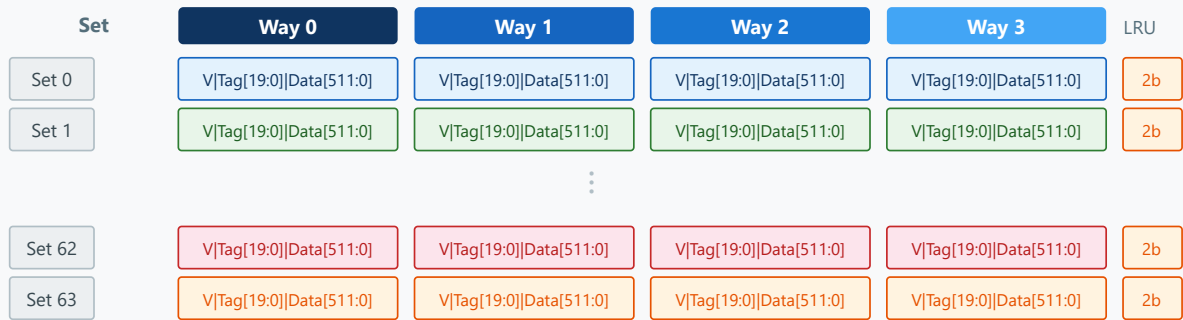 Set Way 0 Way 1 Way 2 Way 3 LRU
Set 0 V|Tag[19:0]|Data[511:0] V|Tag[19:0]|Data[511:0] V|Tag[19:0]|Data[511:0] V|Tag[19:0]|Data[511:0] 2b
Set 1 V|Tag[19:0]|Data[511:0] V|Tag[19:0]|Data[511:0] V|Tag[19:0]|Data[511:0] V|Tag[19:0]|Data[511:0] 2b
⋮
Set 62 V|Tag[19:0]|Data[511:0] V|Tag[19:0]|Data[511:0] V|Tag[19:0]|Data[511:0] V|Tag[19:0]|Data[511:0] 2b
Set 63 V|Tag[19:0]|Data[511:0] V|Tag[19:0]|Data[511:0] V|Tag[19:0]|Data[511:0] V|Tag[19:0]|Data[511:0] 2b